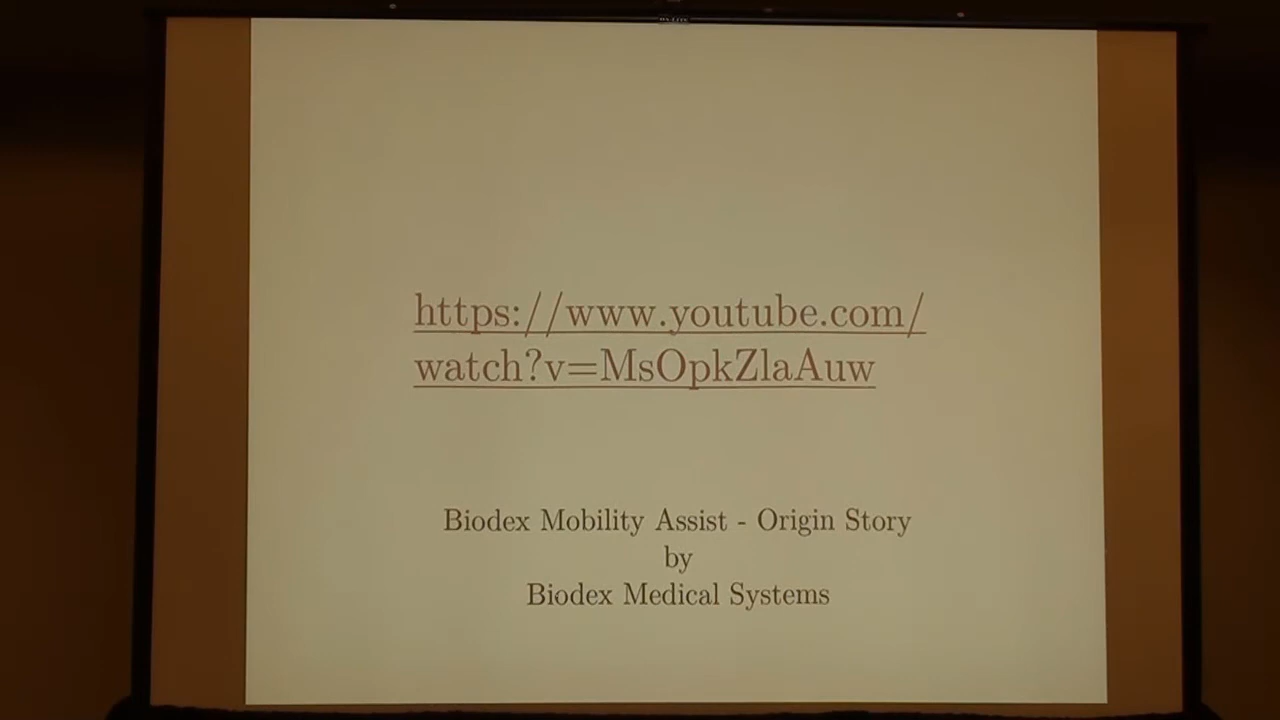 https://www.youtube.com/
watch?v=MsOpkZlaAuw
Biodex Mobility Assist - Origin Story
by
Biodex Medical Systems